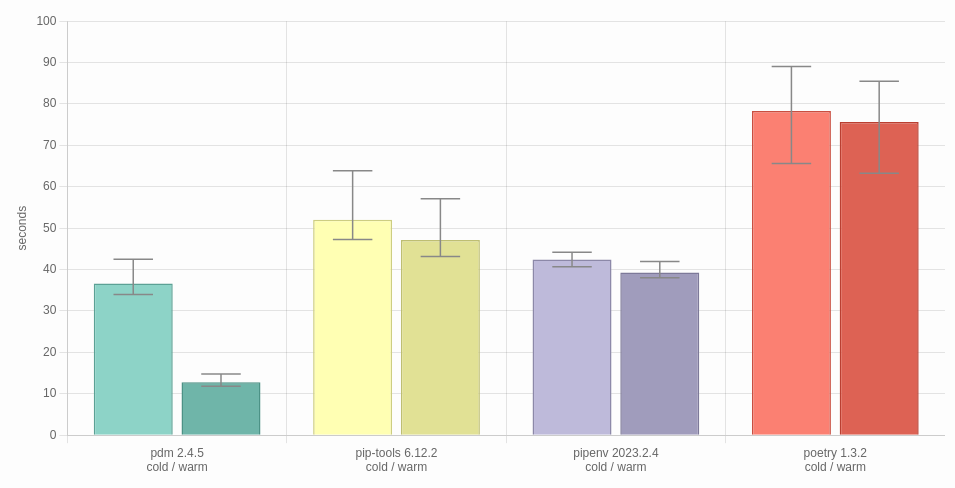 100
90
80
70
60
50
40
30
20
10
0
seconds
pdm 2.4.5
cold / warm
pip-tools 6.12.2
cold / warm
pipenv 2023.2.4
cold / warm
poetry 1.3.2
cold / warm